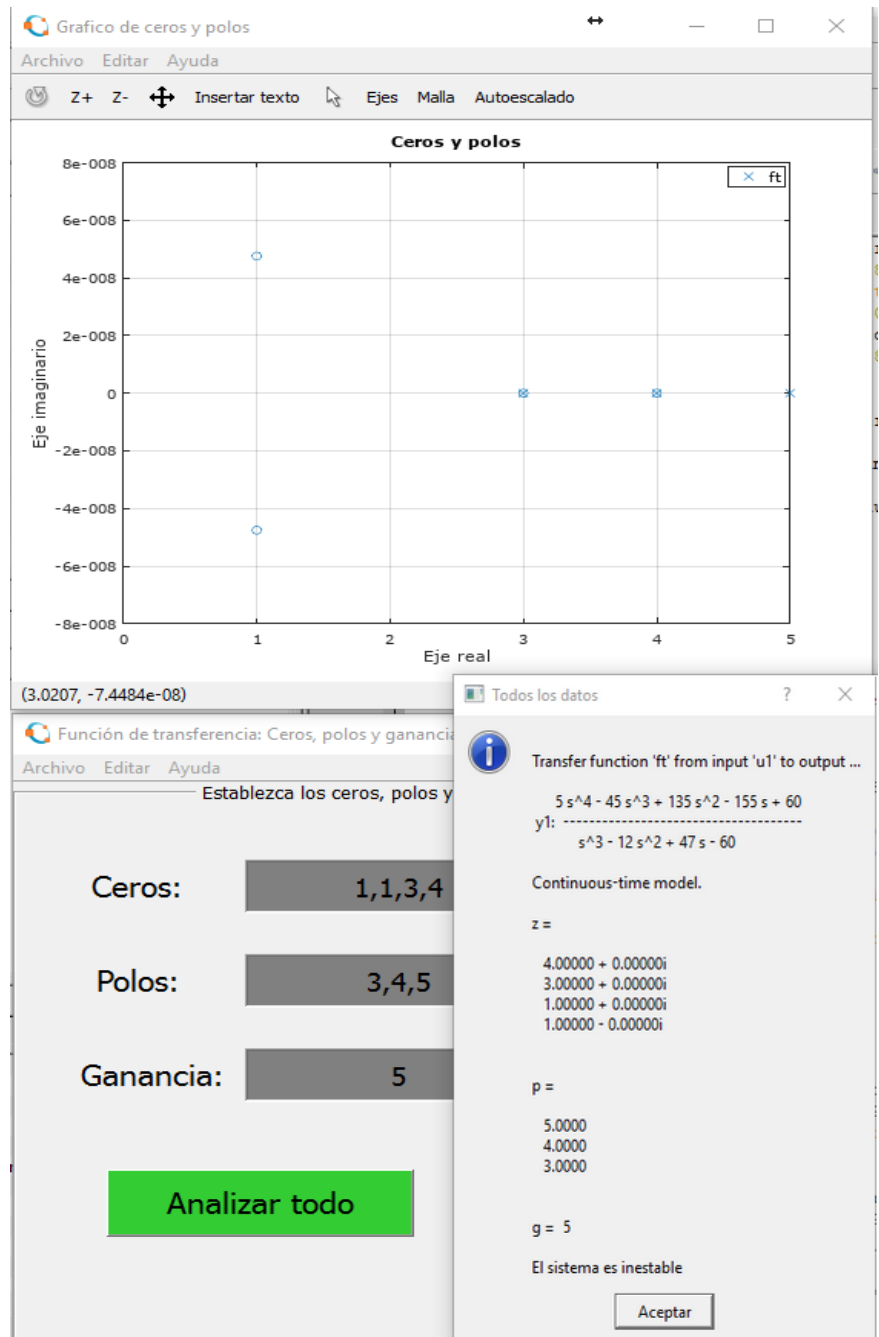 Grafico de ceros y polos
Archivo Editar Ayuda
Z+ Z- Insertar texto Ejes Malla Autoescalado
Ceros y polos
ft
8e-008
6e-008
4e-008
2e-008
0
-2e-008
-4e-008
-6e-008
-8e-008
Eje imaginario
0 1 2 3 4 5
Eje real
(3.0207, -7.4484e-08)
Función de transferencia: Ceros, polos y ganancia
Archivo Editar Ayuda
Establezca los ceros, polos y
Ceros: 1,1,3,4
Polos: 3,4,5
Ganancia: 5
Analizar todo
Todos los datos ?
Transfer function 'ft' from input 'u1' to output ...
5 s^4 - 45 s^3 + 135 s^2 - 155 s + 60
y1: -------------------------------------
s^3 - 12 s^2 + 47 s - 60
Continuous-time model.
z =
4.00000 + 0.00000i
3.00000 + 0.00000i
1.00000 + 0.00000i
1.00000 - 0.00000i
p =
5.0000
4.0000
3.0000
g = 5
El sistema es inestable
Aceptar